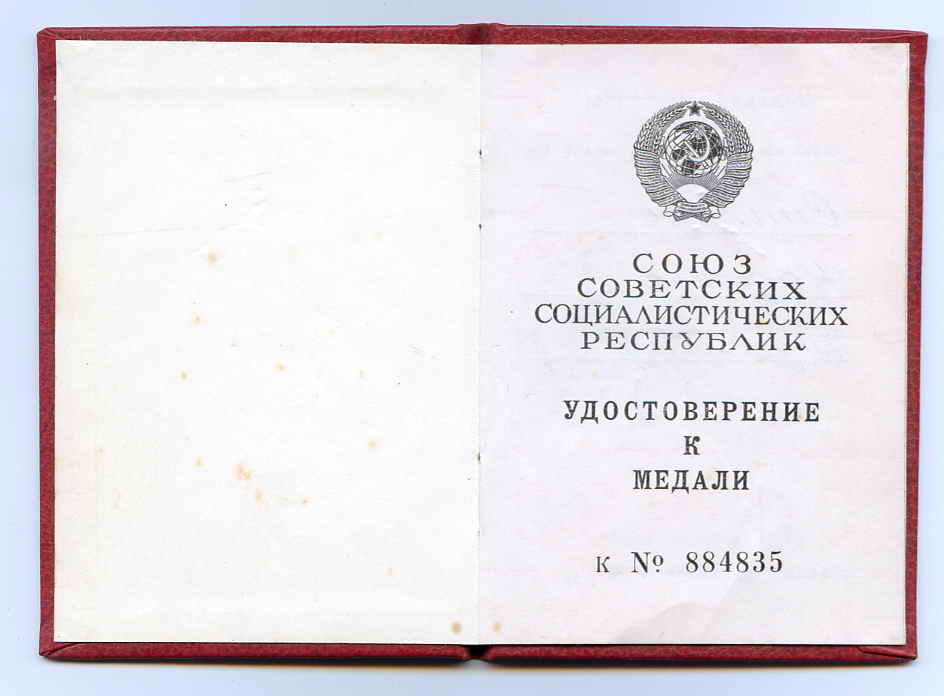 СОЮЗ
СОВЕТСКИХ
СОЦИАЛИСТИЧЕСКИХ
РЕСПУБЛИК
УДОСТОВЕРЕНИЕ
К
МЕДАЛИ
К № 884835